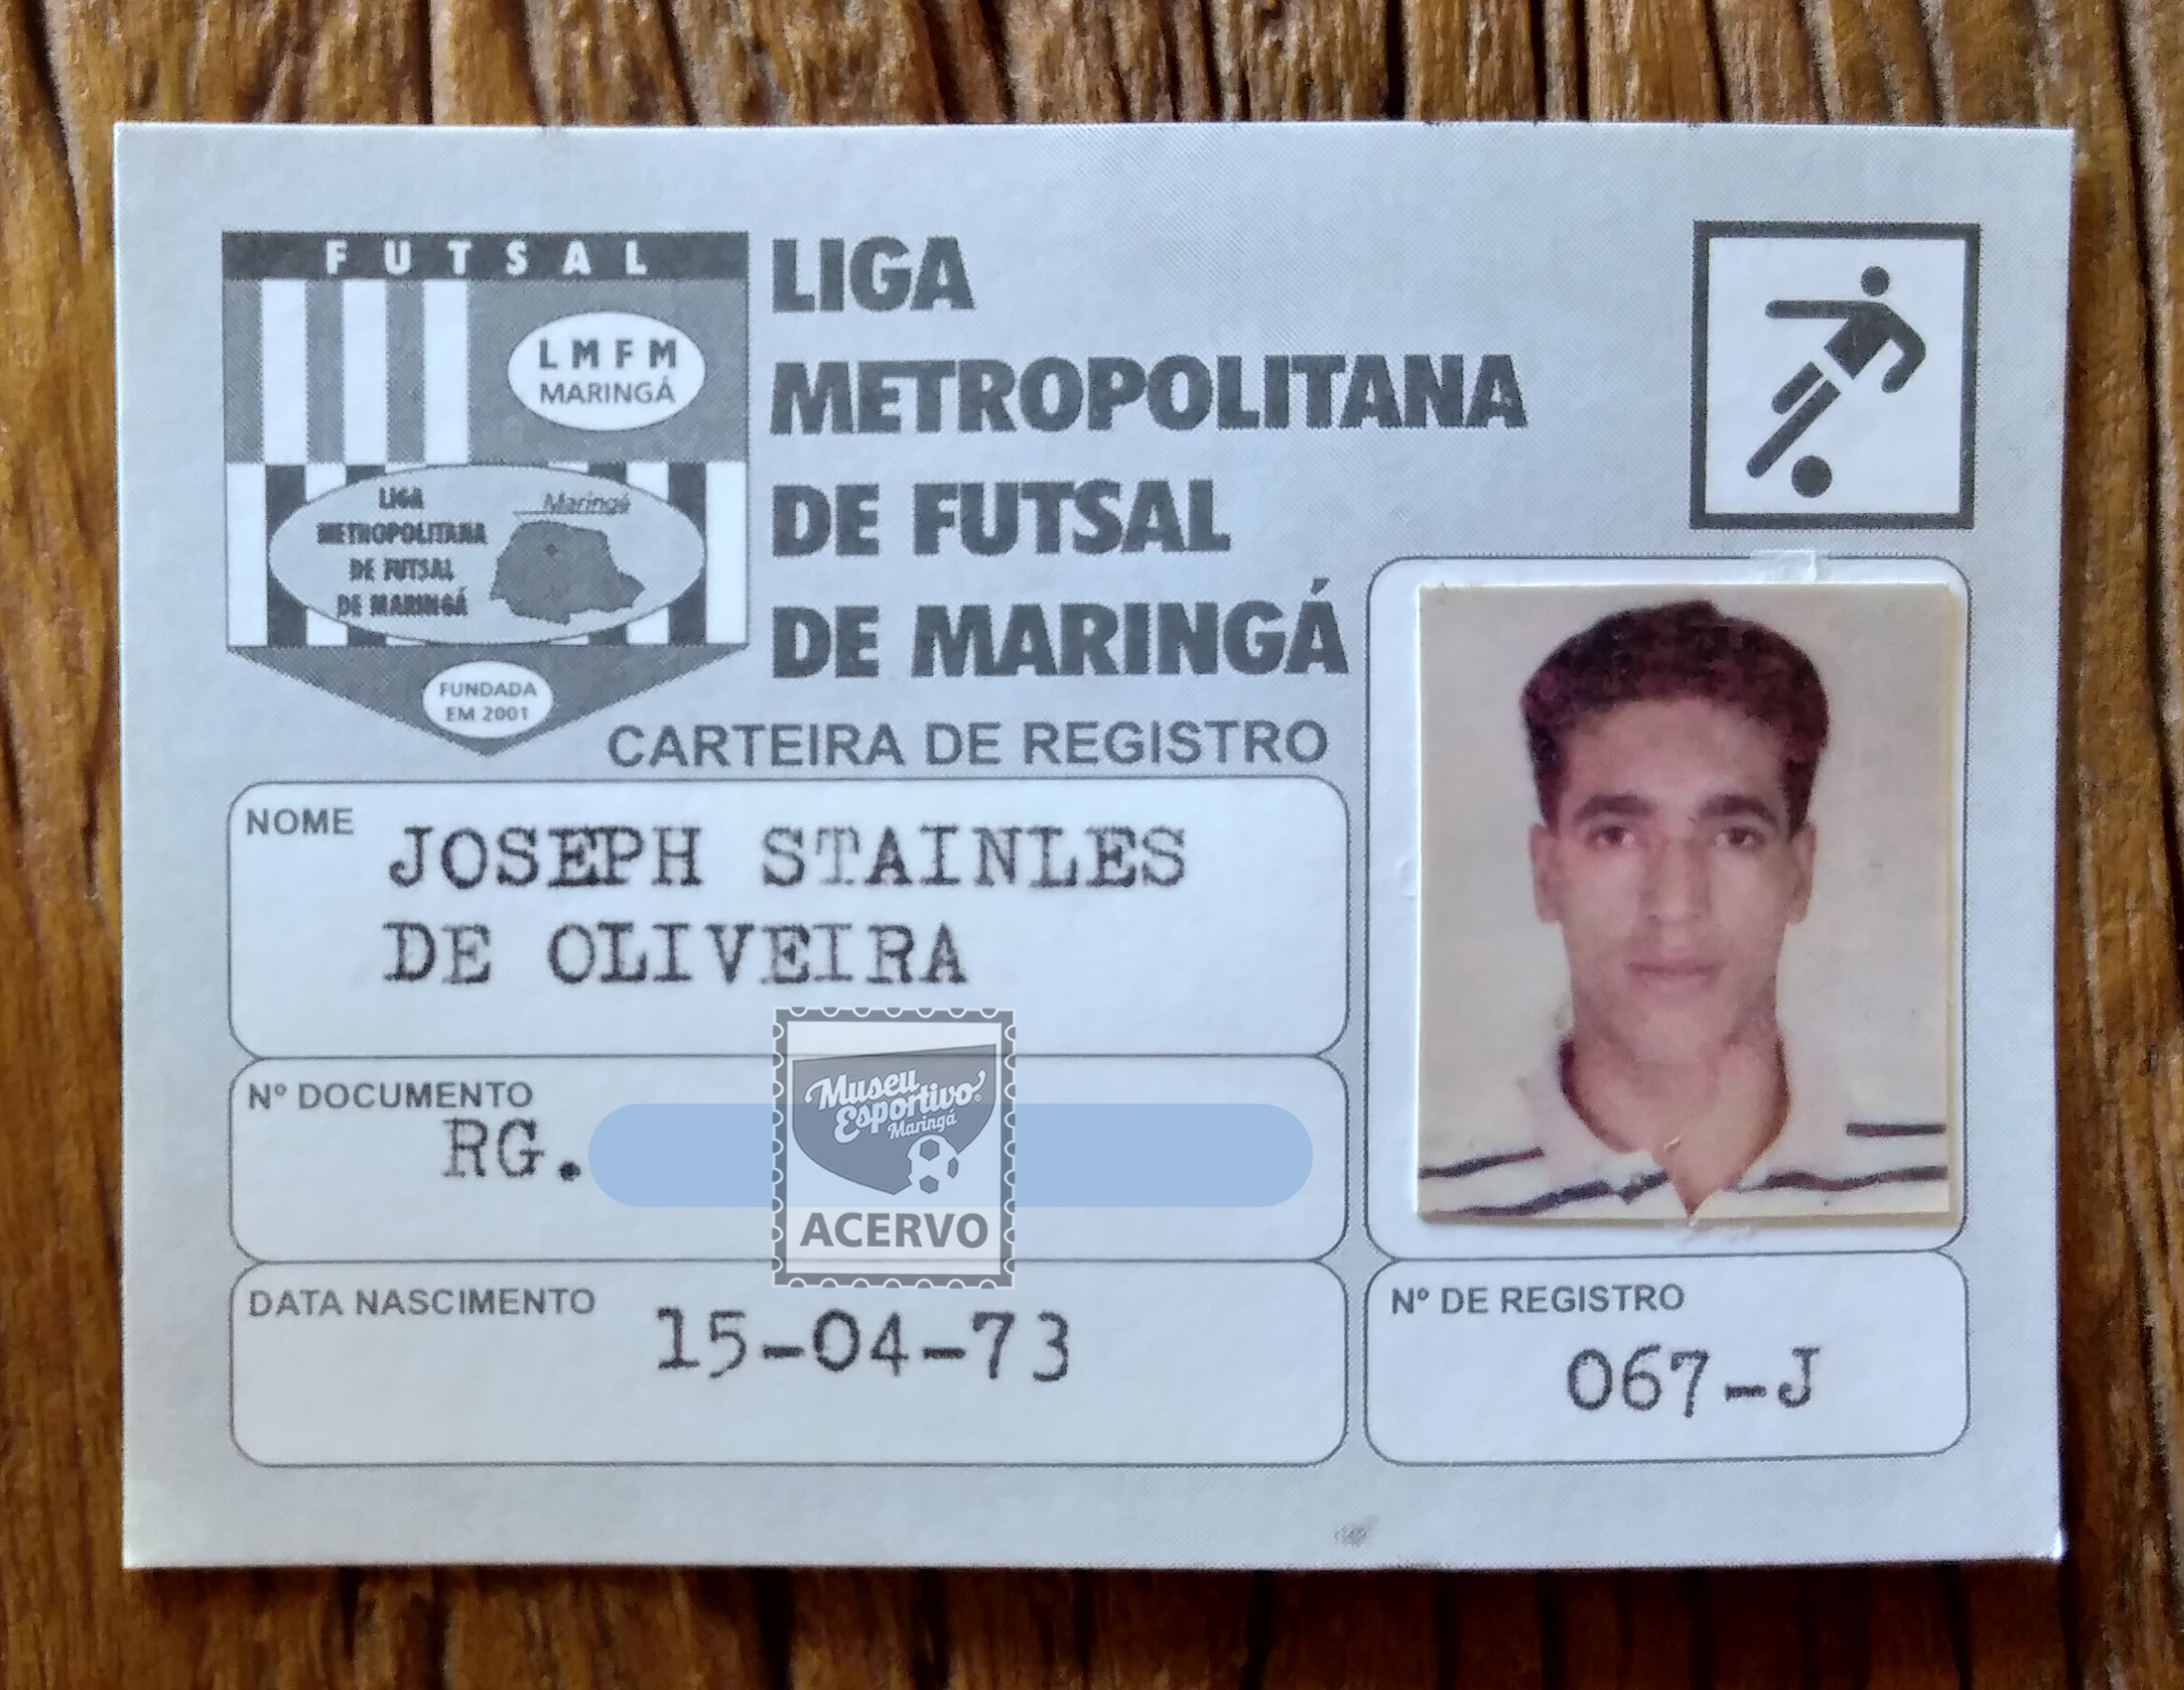 FUTSAL
LMFM
MARINGÁ
LIGA
METROPOLITANA
DE FUTSAL
DE MARINGÁ
Maringá
FUNDADA
EM 2001
LIGA
METROPOLITANA
DE FUTSAL
DE MARINGÁ
CARTEIRA DE REGISTRO
NOME
JOSEPH STAINLES
DE OLIVEIRA
Nº DOCUMENTO
RG.
Museu
Esportivo
Maringá
ACERVO
DATA NASCIMENTO
15-04-73
Nº DE REGISTRO
067-J